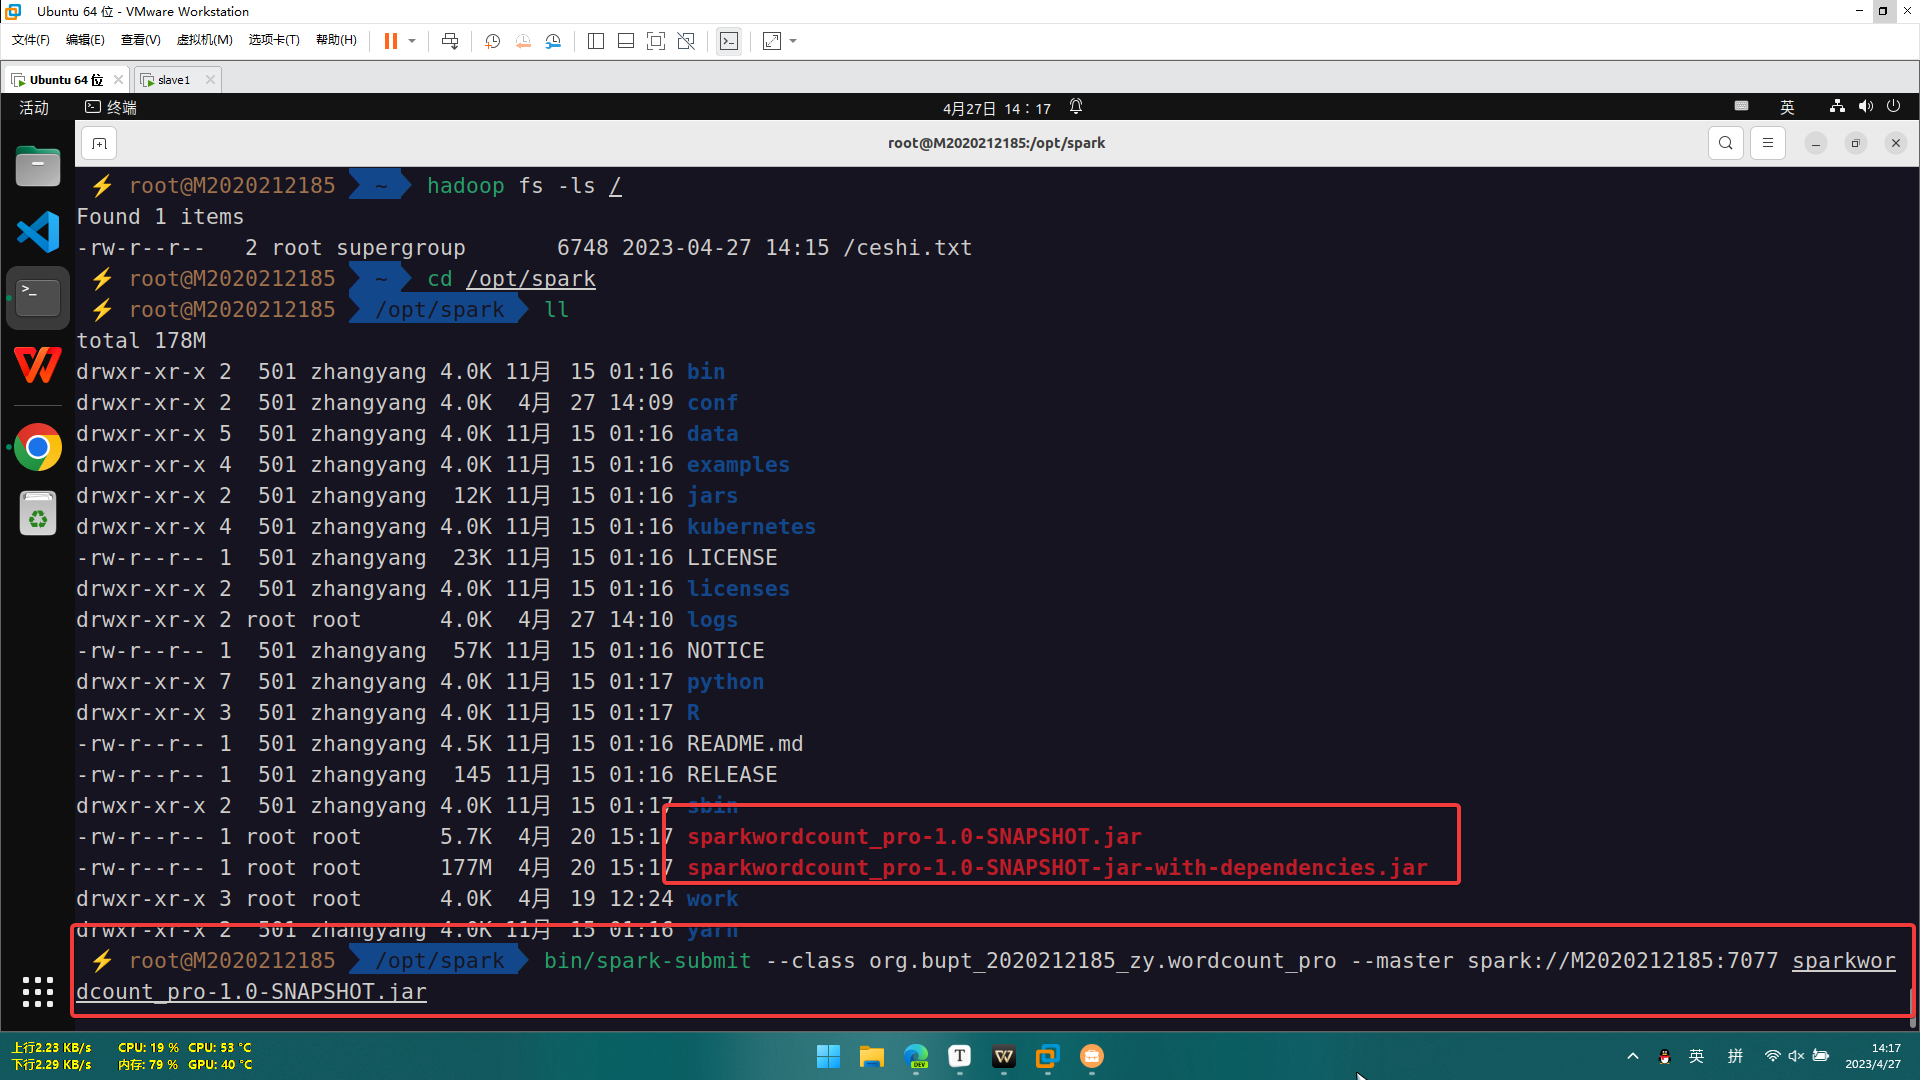 Ubuntu 64 位 - VMware Workstation
文件(F) 编辑(E) 查看(V) 虚拟机(M) 选项卡(T) 帮助(H)
Ubuntu 64 位 slave1
活动 终端 4月27日 14：17 英
root@M2020212185:/opt/spark
root@M2020212185 ~ hadoop fs -ls /
Found 1 items
-rw-r--r--   2 root supergroup       6748 2023-04-27 14:15 /ceshi.txt
root@M2020212185 ~ cd /opt/spark
root@M2020212185 /opt/spark ll
total 178M
drwxr-xr-x 2  501 zhangyang 4.0K 11月 15 01:16 bin
drwxr-xr-x 2  501 zhangyang 4.0K  4月 27 14:09 conf
drwxr-xr-x 5  501 zhangyang 4.0K 11月 15 01:16 data
drwxr-xr-x 4  501 zhangyang 4.0K 11月 15 01:16 examples
drwxr-xr-x 2  501 zhangyang  12K 11月 15 01:16 jars
drwxr-xr-x 4  501 zhangyang 4.0K 11月 15 01:16 kubernetes
-rw-r--r-- 1  501 zhangyang  23K 11月 15 01:16 LICENSE
drwxr-xr-x 2  501 zhangyang 4.0K 11月 15 01:16 licenses
drwxr-xr-x 2 root root      4.0K  4月 27 14:10 logs
-rw-r--r-- 1  501 zhangyang  57K 11月 15 01:16 NOTICE
drwxr-xr-x 7  501 zhangyang 4.0K 11月 15 01:17 python
drwxr-xr-x 3  501 zhangyang 4.0K 11月 15 01:17 R
-rw-r--r-- 1  501 zhangyang 4.5K 11月 15 01:16 README.md
-rw-r--r-- 1  501 zhangyang  145 11月 15 01:16 RELEASE
drwxr-xr-x 2  501 zhangyang 4.0K 11月 15 01:17 sbin
-rw-r--r-- 1 root root      5.7K  4月 20 15:17 sparkwordcount_pro-1.0-SNAPSHOT.jar
-rw-r--r-- 1 root root      177M  4月 20 15:17 sparkwordcount_pro-1.0-SNAPSHOT-jar-with-dependencies.jar
drwxr-xr-x 3 root root      4.0K  4月 19 12:24 work
drwxr-xr-x 2  501 zhangyang 4.0K 11月 15 01:16 yarn
root@M2020212185 /opt/spark bin/spark-submit --class org.bupt_2020212185_zy.wordcount_pro --master spark://M2020212185:7077 sparkwor
dcount_pro-1.0-SNAPSHOT.jar
上行2.23 KB/s CPU: 19 % CPU: 53 °C
下行2.29 KB/s 内存: 79 % GPU: 40 °C
DEV T W 英 拼
14:17
2023/4/27